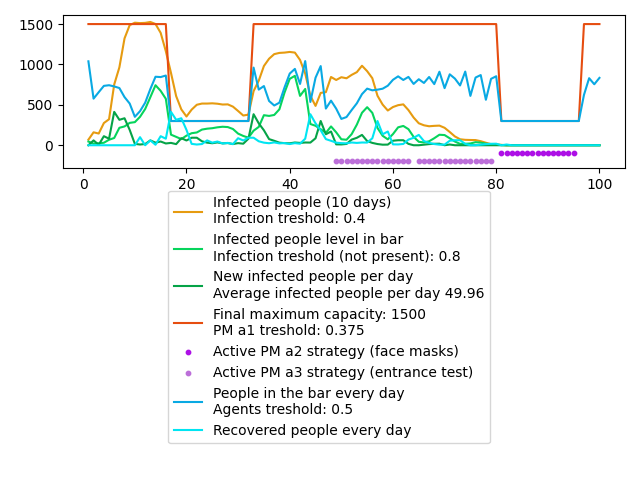 1500
1000
500
0
0
20
40
60
80
100
Infected people (10 days)
Infection treshold: 0.4
Infected people level in bar
Infection treshold (not present): 0.8
New infected people per day
Average infected people per day 49.96
Final maximum capacity: 1500
PM a1 treshold: 0.375
Active PM a2 strategy (face masks)
Active PM a3 strategy (entrance test)
People in the bar every day
Agents treshold: 0.5
Recovered people every day